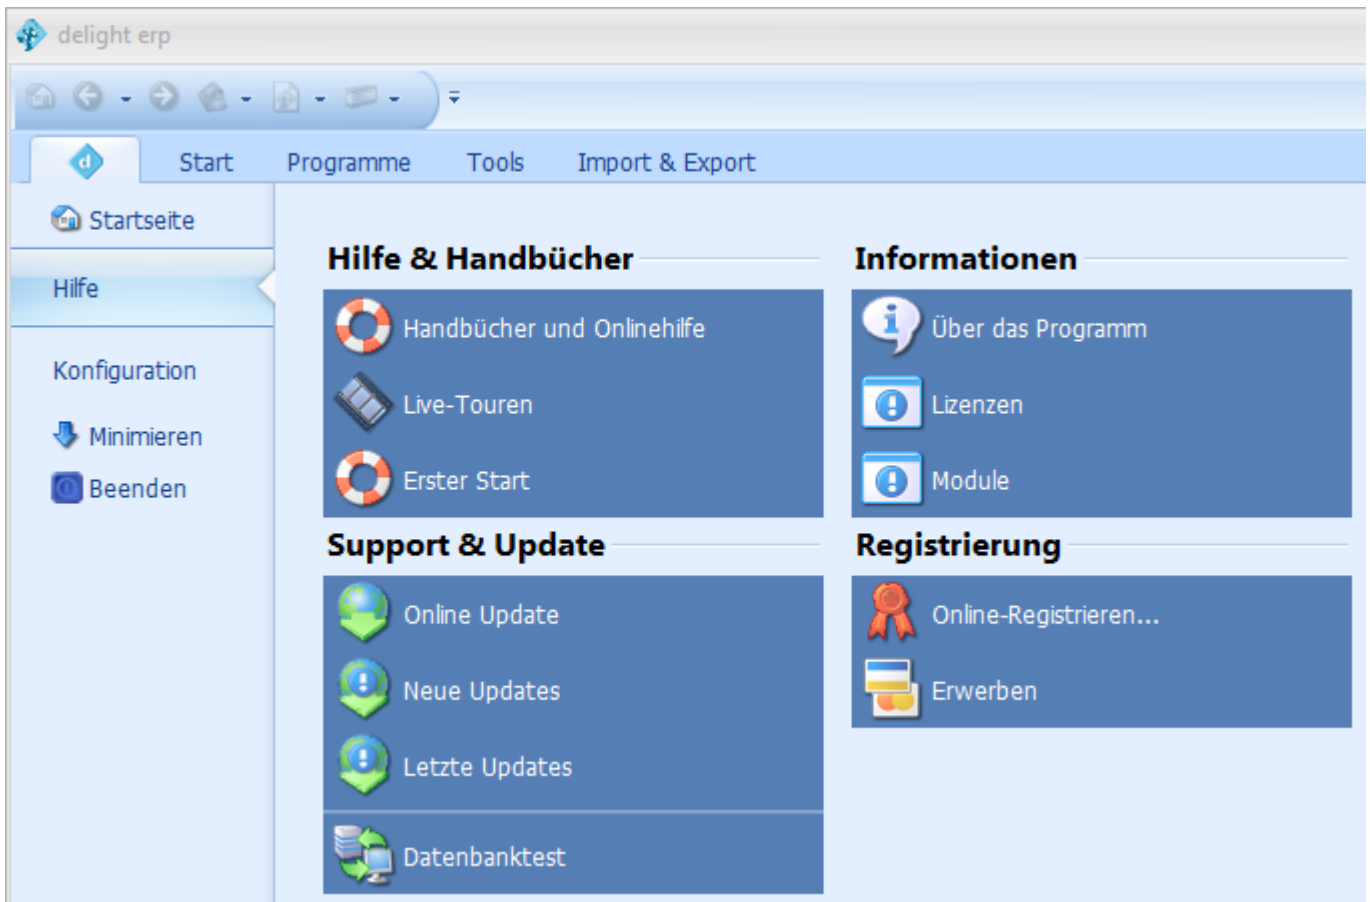 delight erp
Start Programme Tools Import & Export
Startseite
Hilfe
Konfiguration
Minimieren
Beenden
Hilfe & Handbücher
Handbücher und Onlinehilfe
Live-Touren
Erster Start
Support & Update
Online Update
Neue Updates
Letzte Updates
Datenbanktest
Informationen
Über das Programm
Lizenzen
Module
Registrierung
Online-Registrieren...
Erwerben